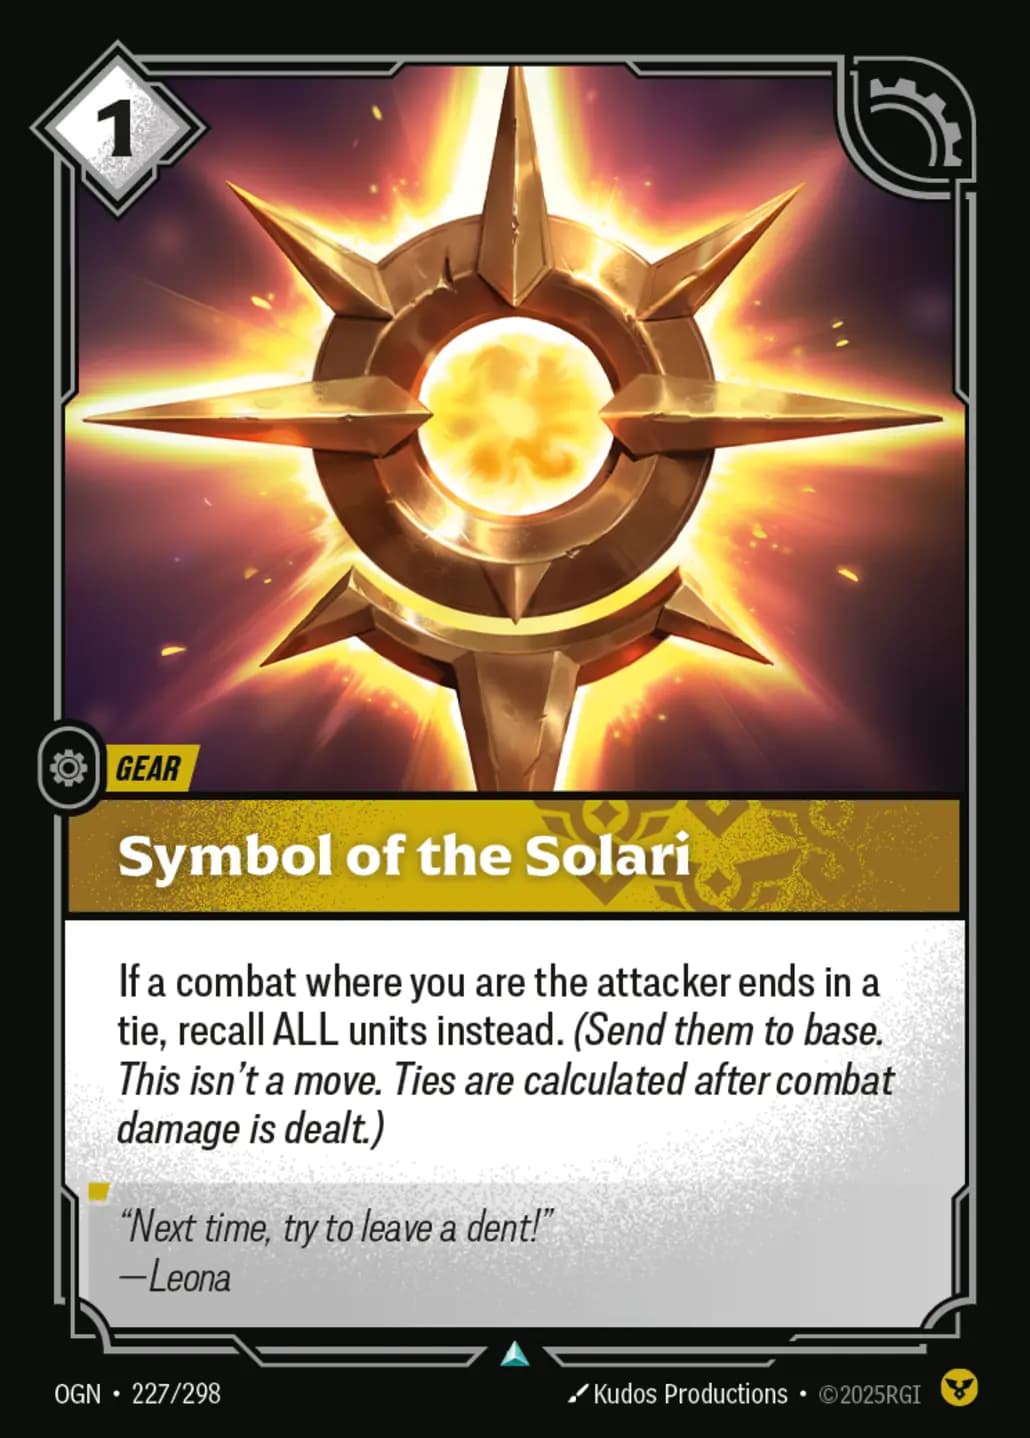 1
GEAR
Symbol of the Solari
If a combat where you are the attacker ends in a
tie, recall ALL units instead. (Send them to base.
This isn't a move. Ties are calculated after combat
damage is dealt.)
“Next time, try to leave a dent!”
—Leona
OGN • 227/298
Kudos Productions • ©2025RGI